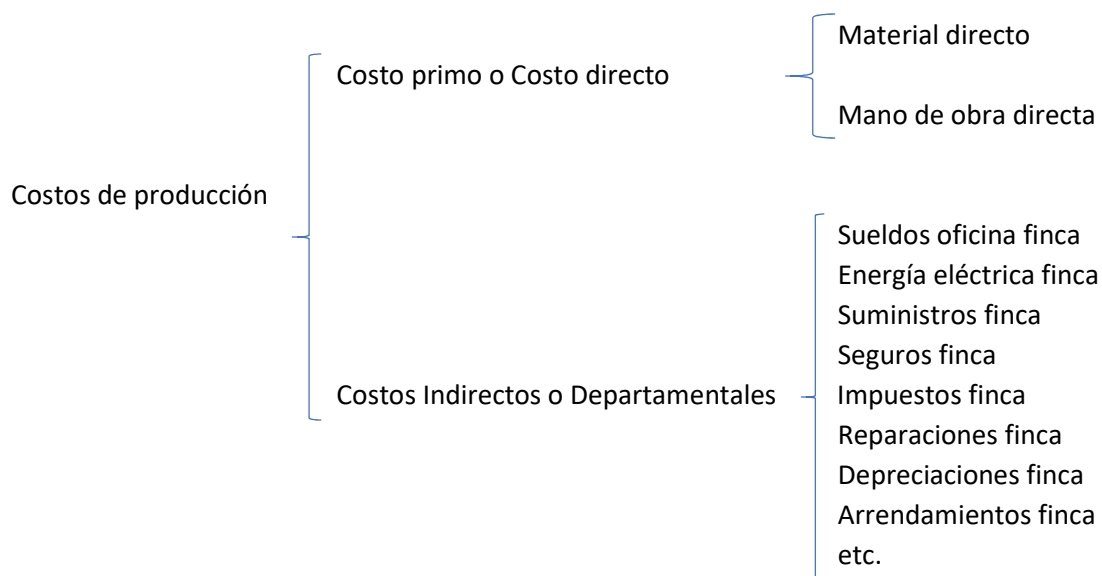 Costos de producción
Costo primo o Costo directo
Material directo
Mano de obra directa
Costos Indirectos o Departamentales
Sueldos oficina finca
Energía eléctrica finca
Suministros finca
Seguros finca
Impuestos finca
Reparaciones finca
Depreciaciones finca
Arrendamientos finca
etc.